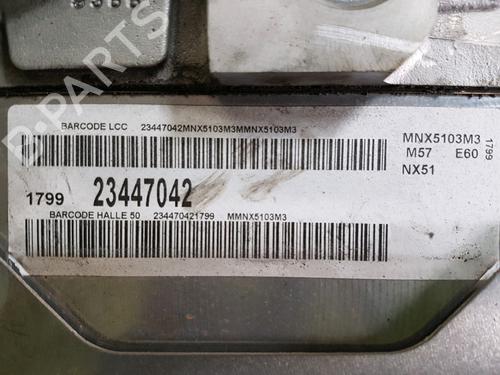 BARCODE LCC 23447042MNX5103M3MMNX5103M3
MNX5103M3
M57 E60
NX51
1799
1799 23447042
BARCODE HALLE 50 234470421799 MMNX5103M3
B-PARTS